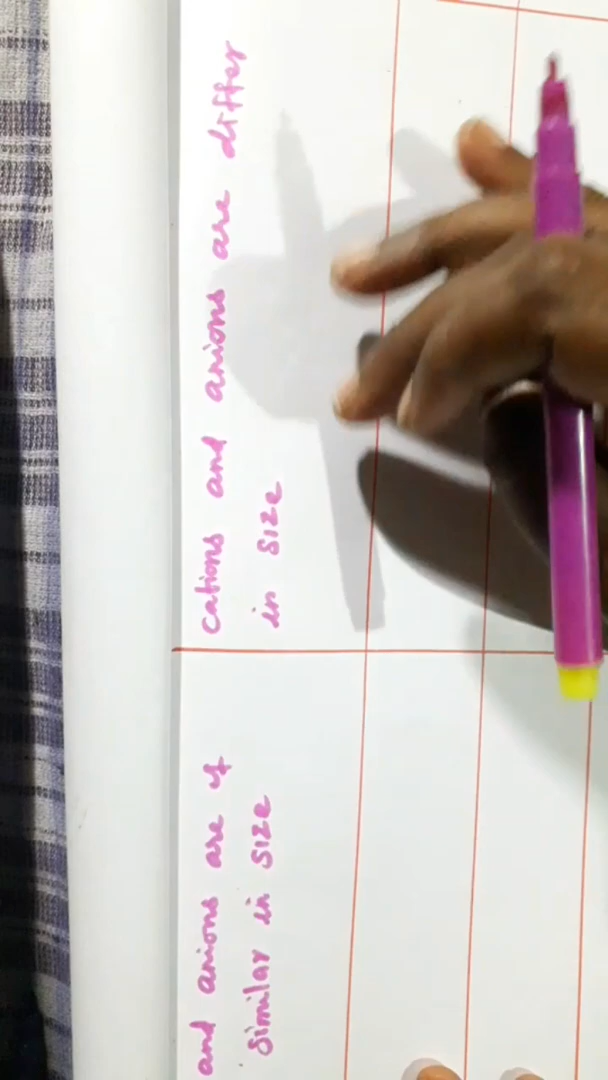 and anions are of
similar in size
cations and anions are differ
in size